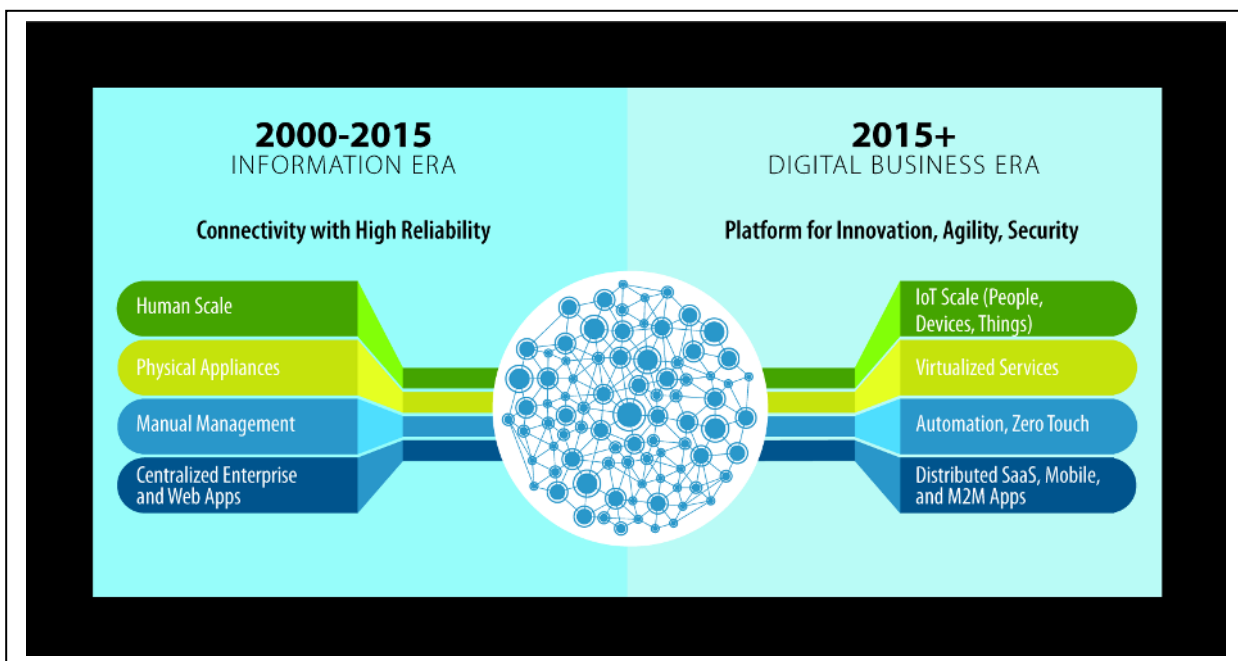 2000-2015
INFORMATION ERA
Connectivity with High Reliability
Human Scale
Physical Appliances
Manual Management
Centralized Enterprise
and Web Apps
2015+
DIGITAL BUSINESS ERA
Platform for Innovation, Agility, Security
IoT Scale (People,
Devices, Things)
Virtualized Services
Automation, Zero Touch
Distributed SaaS, Mobile,
and M2M Apps